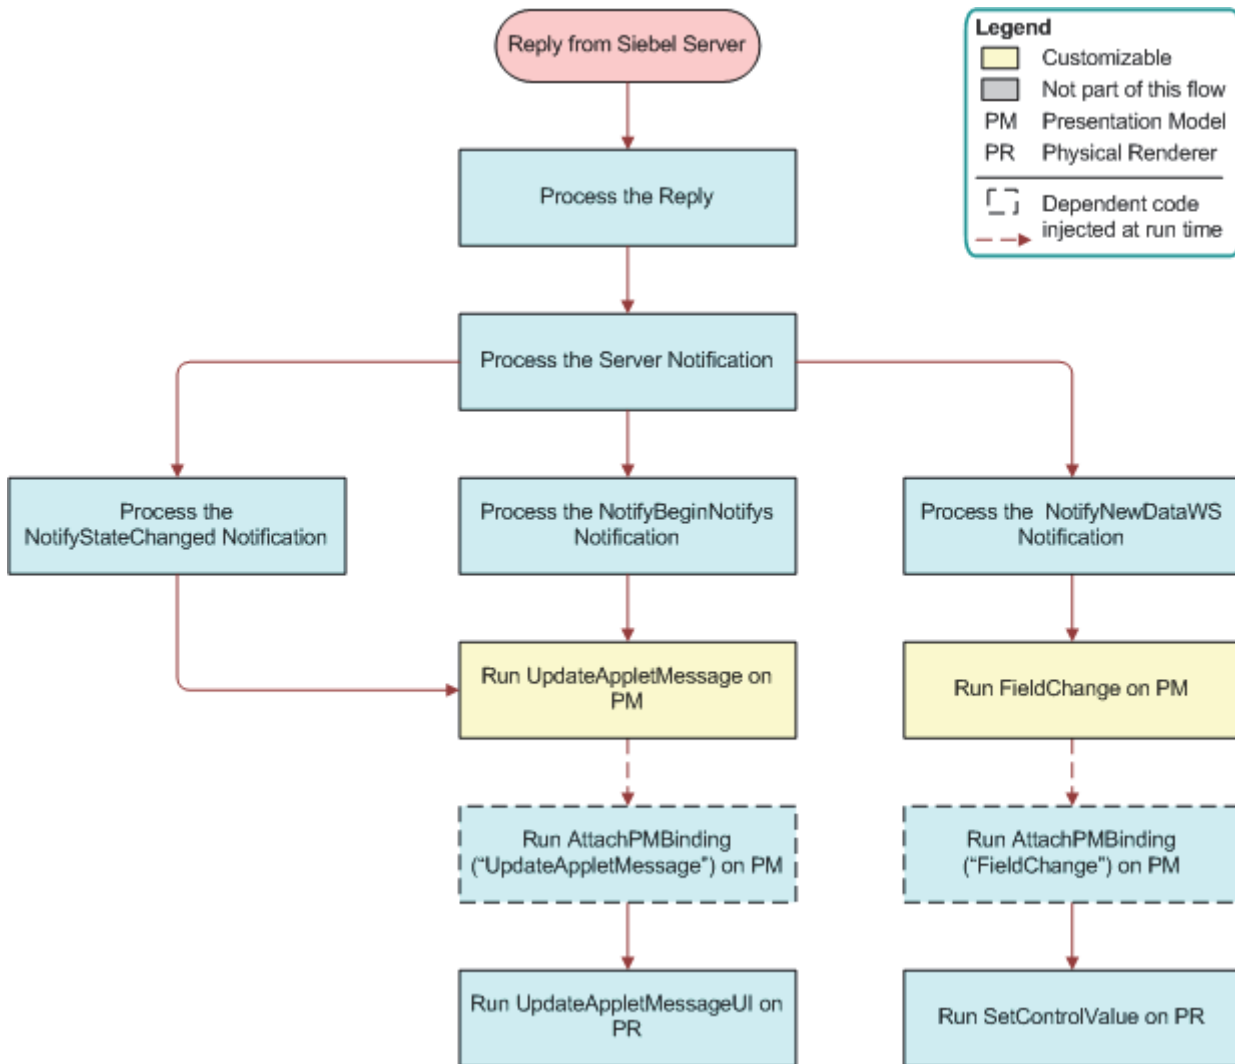 Reply from Siebel Server
Legend
Customizable
Not part of this flow
PM Presentation Model
PR Physical Renderer
Dependent code
injected at run time
Process the Reply
Process the Server Notification
Process the
NotifyStateChanged Notification
Process the NotifyBeginNotifys
Notification
Process the NotifyNewDataWS
Notification
Run UpdateAppletMessage on
PM
Run FieldChange on PM
Run AttachPMBinding
(“UpdateAppletMessage”) on PM
Run AttachPMBinding
(“FieldChange”) on PM
Run UpdateAppletMessageUI on
PR
Run SetControlValue on PR